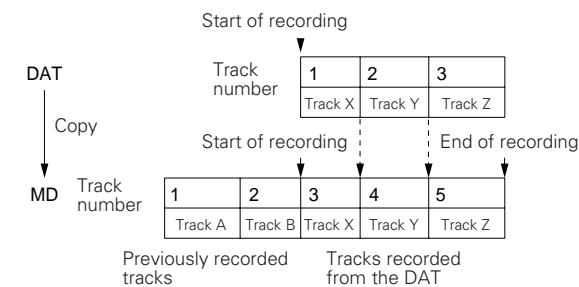 Start of recording
DAT
Track
number
1 2 3
Track X Track Y Track Z
Copy
Start of recording End of recording
MD
Track
number
1 2 3 4 5
Track A Track B Track X Track Y Track Z
Previously recorded
tracks
Tracks recorded
from the DAT